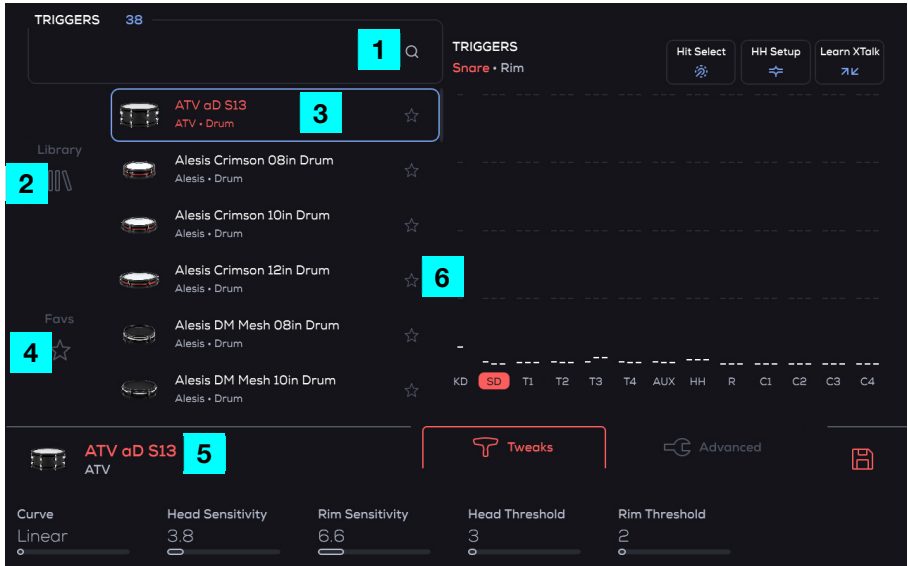 TRIGGERS 38
1
TRIGGERS
Snare • Rim
Hit Select
HH Setup
Learn XTalk
ATV aD S13
ATV • Drum
3
Library
2
Alesis Crimson 08in Drum
Alesis • Drum
Alesis Crimson 10in Drum
Alesis • Drum
Alesis Crimson 12in Drum
Alesis • Drum
6
Favs
4
Alesis DM Mesh 08in Drum
Alesis • Drum
Alesis DM Mesh 10in Drum
Alesis • Drum
KD SD T1 T2 T3 T4 AUX HH R C1 C2 C3 C4
ATV aD S13
ATV
5
Tweaks
Advanced
Curve
Linear
Head Sensitivity
3.8
Rim Sensitivity
6.6
Head Threshold
3
Rim Threshold
2